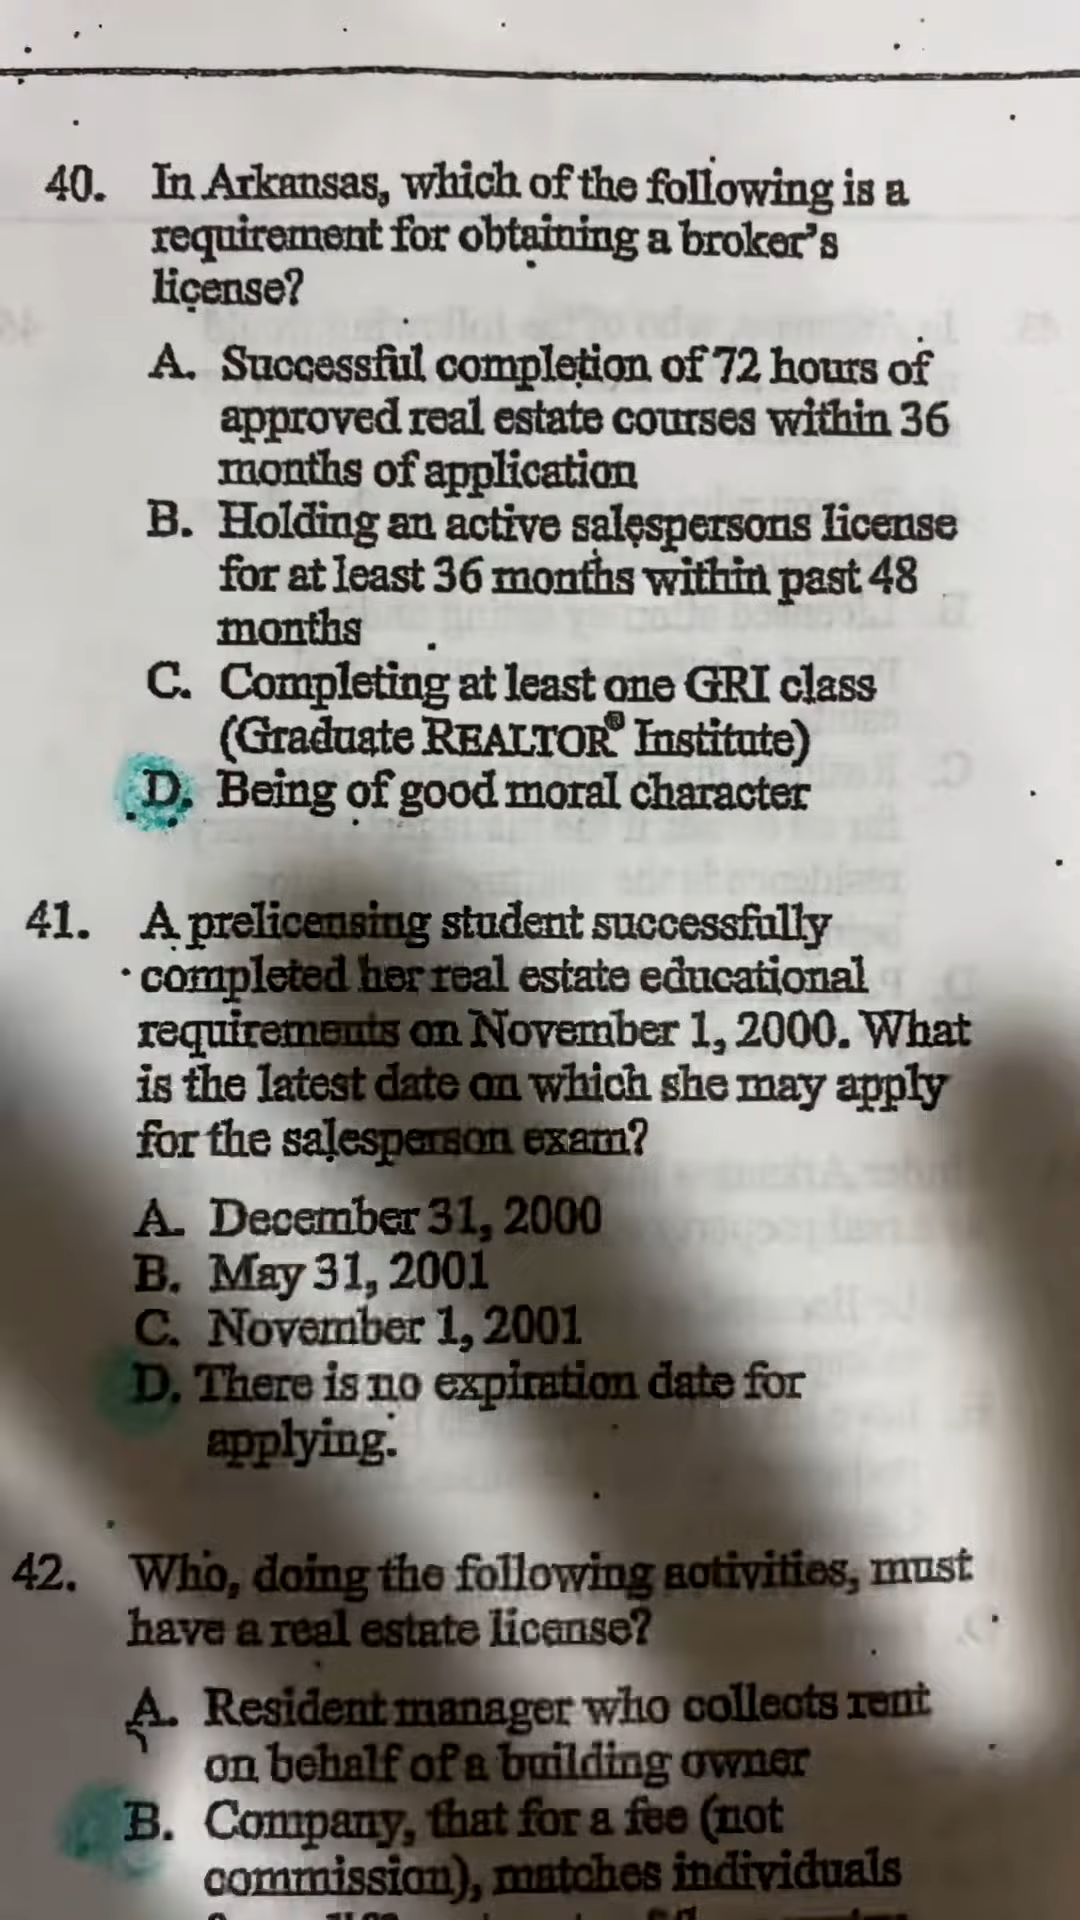 40. In Arkansas, which of the following is a
requirement for obtaining a broker's
license?
A. Successful completion of 72 hours of
approved real estate courses within 36
months of application
B. Holding an active salespersons license
for at least 36 months within past 48
months
C. Completing at least one GRI class
(Graduate REALTOR® Institute)
D. Being of good moral character
41. A prelicensing student successfully
completed her real estate educational
requirements on November 1, 2000. What
is the latest date on which she may apply
for the salesperson exam?
A. December 31, 2000
B. May 31, 2001
C. November 1, 2001
D. There is no expiration date for
applying.
42. Who, doing the following activities, must
have a real estate license?
A. Resident manager who collects rent
on behalf of a building owner
B. Company, that for a fee (not
commission), matches individuals